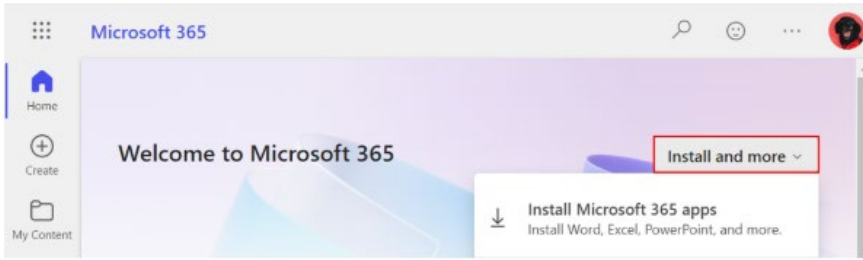 Microsoft 365
Home
Create
My Content
Welcome to Microsoft 365
Install and more
Install Microsoft 365 apps
Install Word, Excel, PowerPoint, and more.